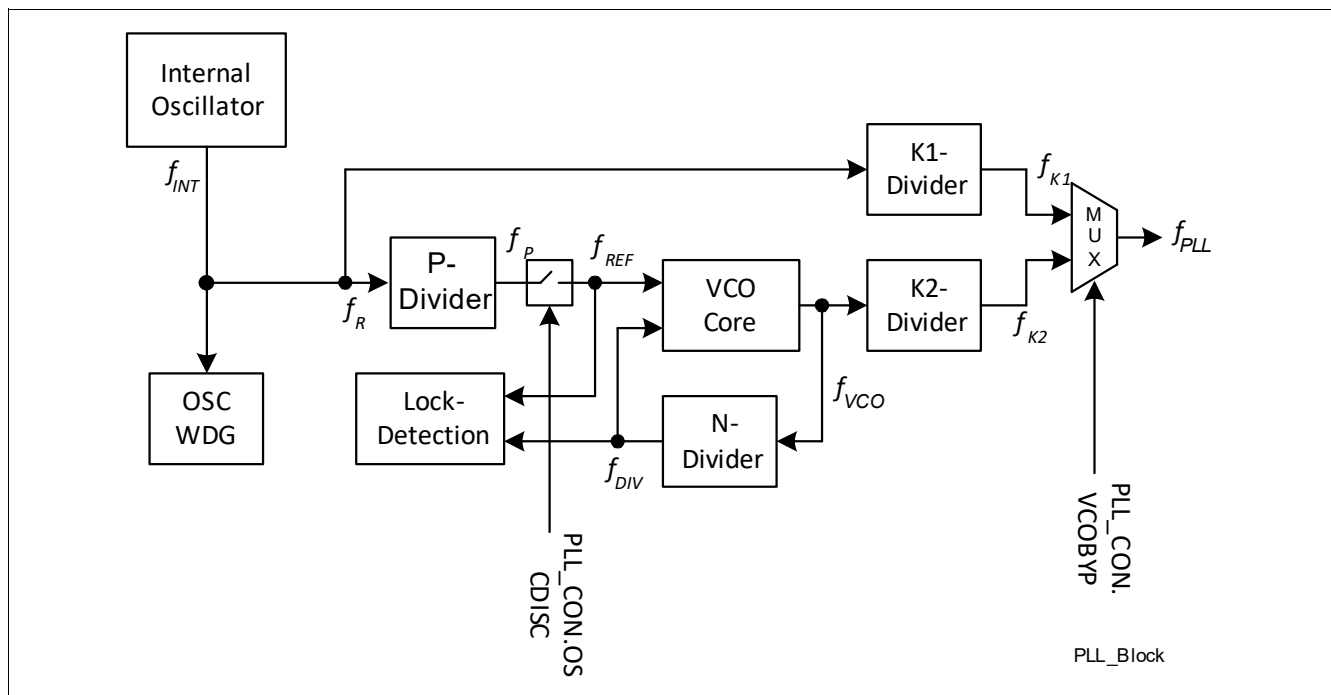 Internal
Oscillator
f_INT
K1-
Divider
f_K1
M
U
X
f_PLL
f_R
P-
Divider
f_P
f_REF
VCO
Core
K2-
Divider
f_K2
OSC
WDG
Lock-
Detection
f_DIV
N-
Divider
f_VCO
PLL_CON.OS
CDISC
PLL_CON.
VCOBYP
PLL_Block